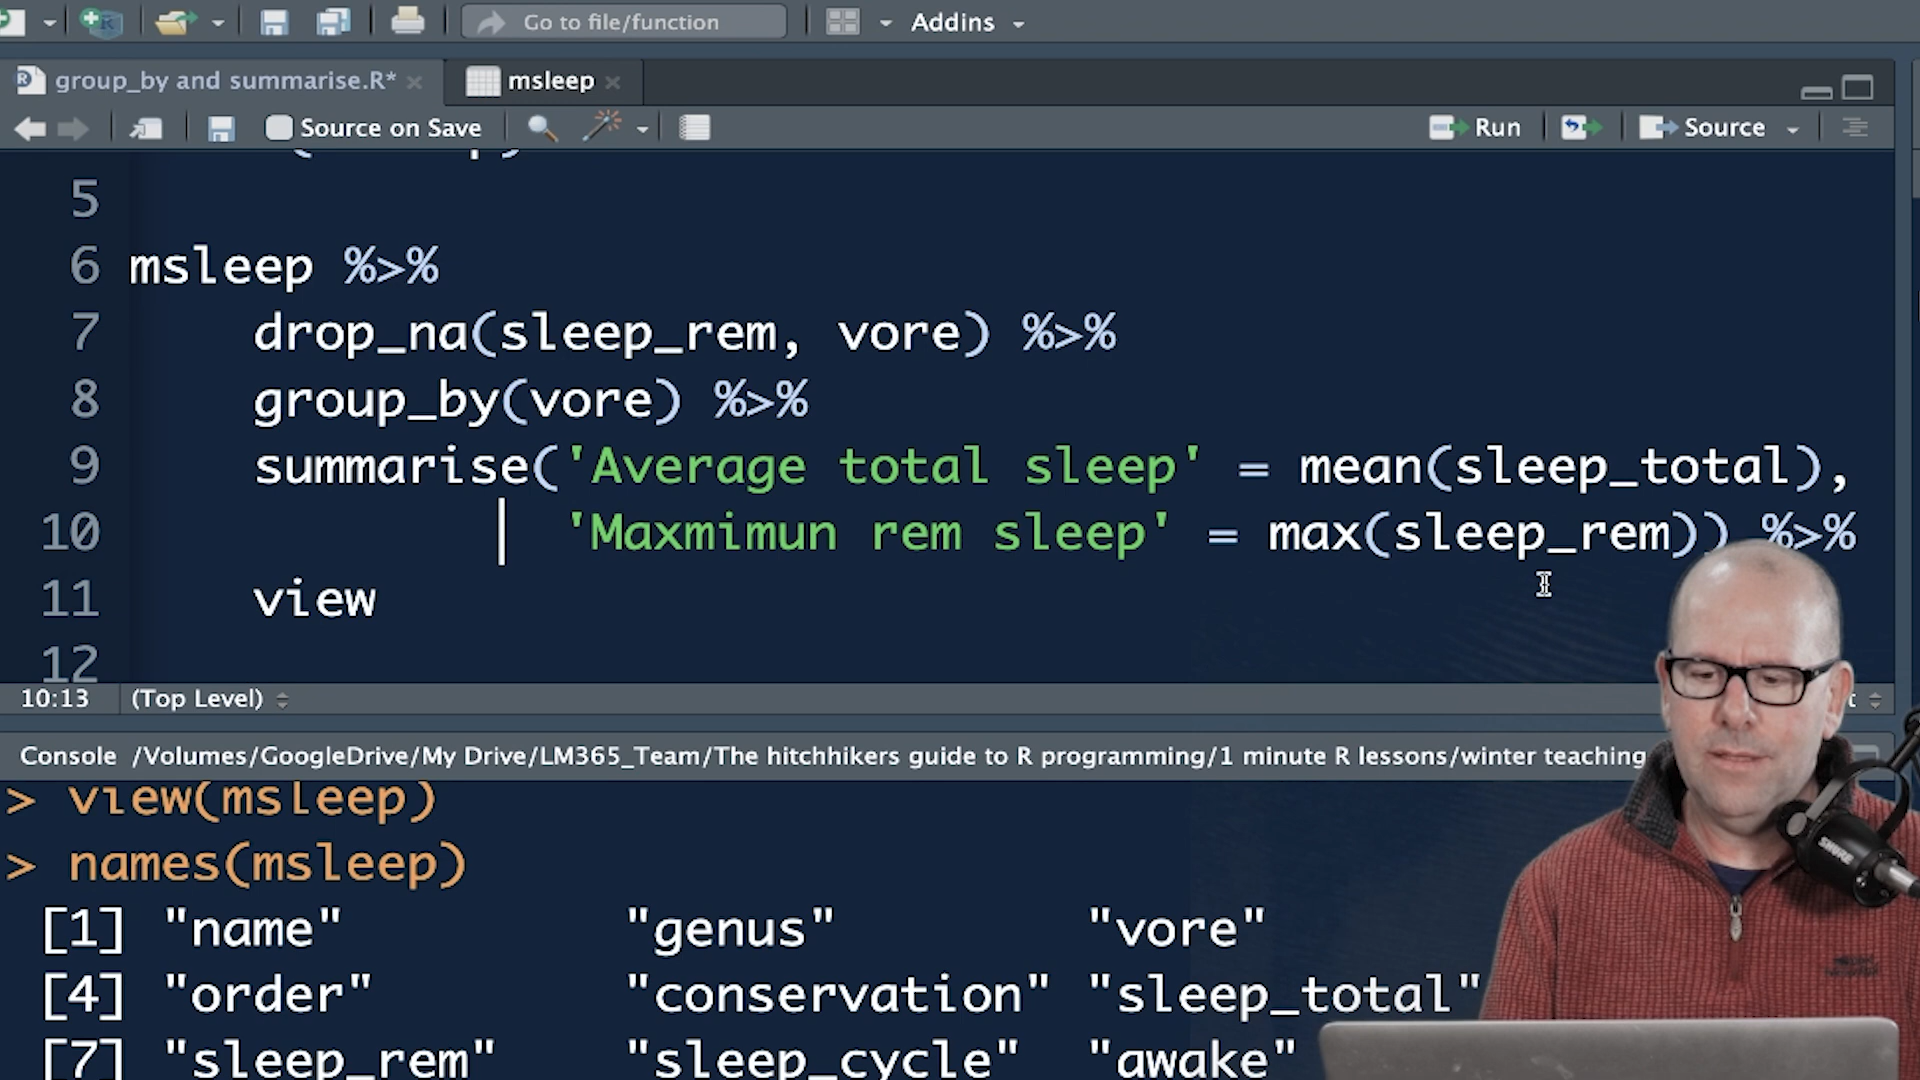 Go to file/function
Addins
group_by and summarise.R*
msleep
Source on Save
Run
Source
5
6 msleep %>%
7 drop_na(sleep_rem, vore) %>%
8 group_by(vore) %>%
9 summarise('Average total sleep' = mean(sleep_total),
10 'Maxmimun rem sleep' = max(sleep_rem)) %>%
11 view
12
10:13 (Top Level)
Console /Volumes/GoogleDrive/My Drive/LM365_Team/The hitchhikers guide to R programming/1 minute R lessons/winter teaching
> view(msleep)
> names(msleep)
[1] "name" "genus" "vore"
[4] "order" "conservation" "sleep_total"
[7] "sleep_rem" "sleep_cycle" "awake"
SHURE